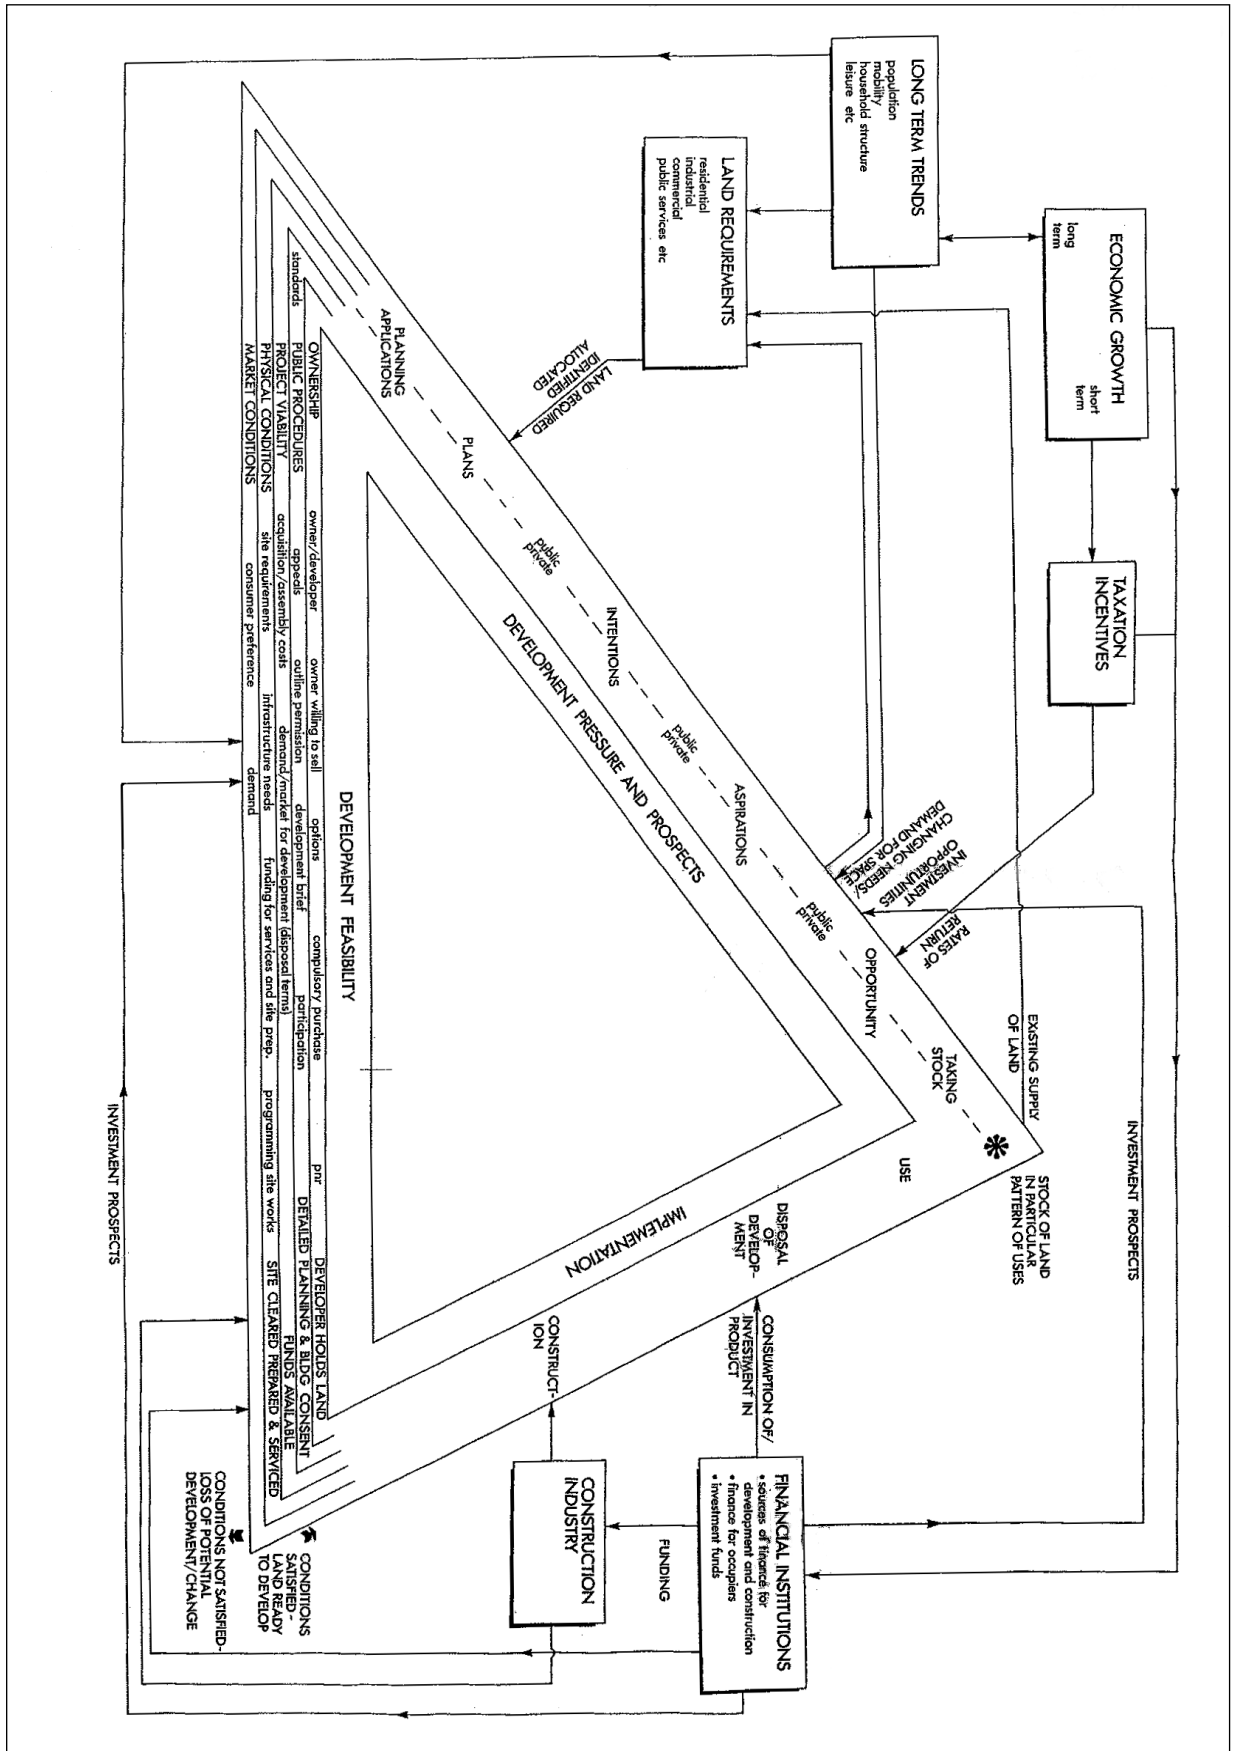 ECONOMIC GROWTH
long
term
short
term
TAXATION
INCENTIVES
LONG TERM TRENDS
population
mobility
household structure
leisure etc
LAND REQUIREMENTS
residential
industrial
commercial
public services etc
LAND REQUIRED
IDENTIFIED
ALLOCATED
EXISTING SUPPLY
OF LAND
STOCK OF LAND
IN PARTICULAR
PATTERN OF USES
INVESTMENT PROSPECTS
RATES OF
RETURN
INVESTMENT
OPPORTUNITIES
CHANGING NEEDS/
DEMAND FOR SPACE
TAKING
STOCK
OPPORTUNITY
public
private
ASPIRATIONS
public
private
INTENTIONS
public
private
PLANS
PLANNING
APPLICATIONS
DEVELOPMENT PRESSURE AND PROSPECTS
USE
DISPOSAL
OF
DEVELOP-
MENT
IMPLEMENTATION
CONSTRUCT-
ION
CONSUMPTION OF/
INVESTMENT IN
PRODUCT
FINANCIAL INSTITUTIONS
• sources of finance for
development and construction
• finance for occupiers
• investment funds
FUNDING
CONSTRUCTION
INDUSTRY
DEVELOPMENT FEASIBILITY
OWNERSHIP owner/developer owner willing to sell options compulsory purchase pnr DEVELOPER HOLDS LAND
standards PUBLIC PROCEDURES appeals outline permission development brief participation DETAILED PLANNING & BLDG CONSENT
PROJECT VIABILITY acquisition/assembly costs demand/market for development (disposal terms) FUNDS AVAILABLE
PHYSICAL CONDITIONS site requirements infrastructure needs funding for services and site prep. programming site works SITE CLEARED PREPARED & SERVICED
MARKET CONDITIONS consumer preference demand
CONDITIONS
SATISFIED -
LAND READY
TO DEVELOP
CONDITIONS NOT SATISFIED-
LOSS OF POTENTIAL
DEVELOPMENT/CHANGE
INVESTMENT PROSPECTS